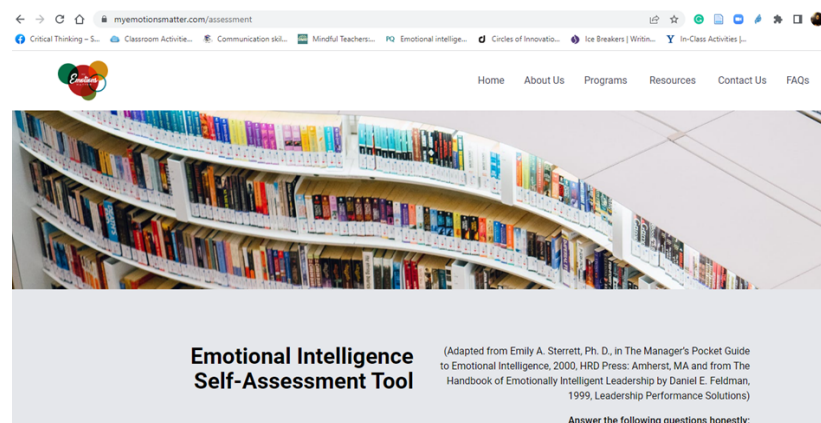 myemotionsmatter.com/assessment
Critical Thinking – S... Classroom Activitie... Communication skil... Mindful Teachers:... PQ Emotional intellige... Circles of Innovatio... Ice Breakers | Writin... Y In-Class Activities |...
Emotions
Home About Us Programs Resources Contact Us FAQs
Emotional Intelligence
Self-Assessment Tool
(Adapted from Emily A. Sterrett, Ph. D., in The Manager's Pocket Guide
to Emotional Intelligence, 2000, HRD Press: Amherst, MA and from The
Handbook of Emotionally Intelligent Leadership by Daniel E. Feldman,
1999, Leadership Performance Solutions)
Answer the following questions honestly: